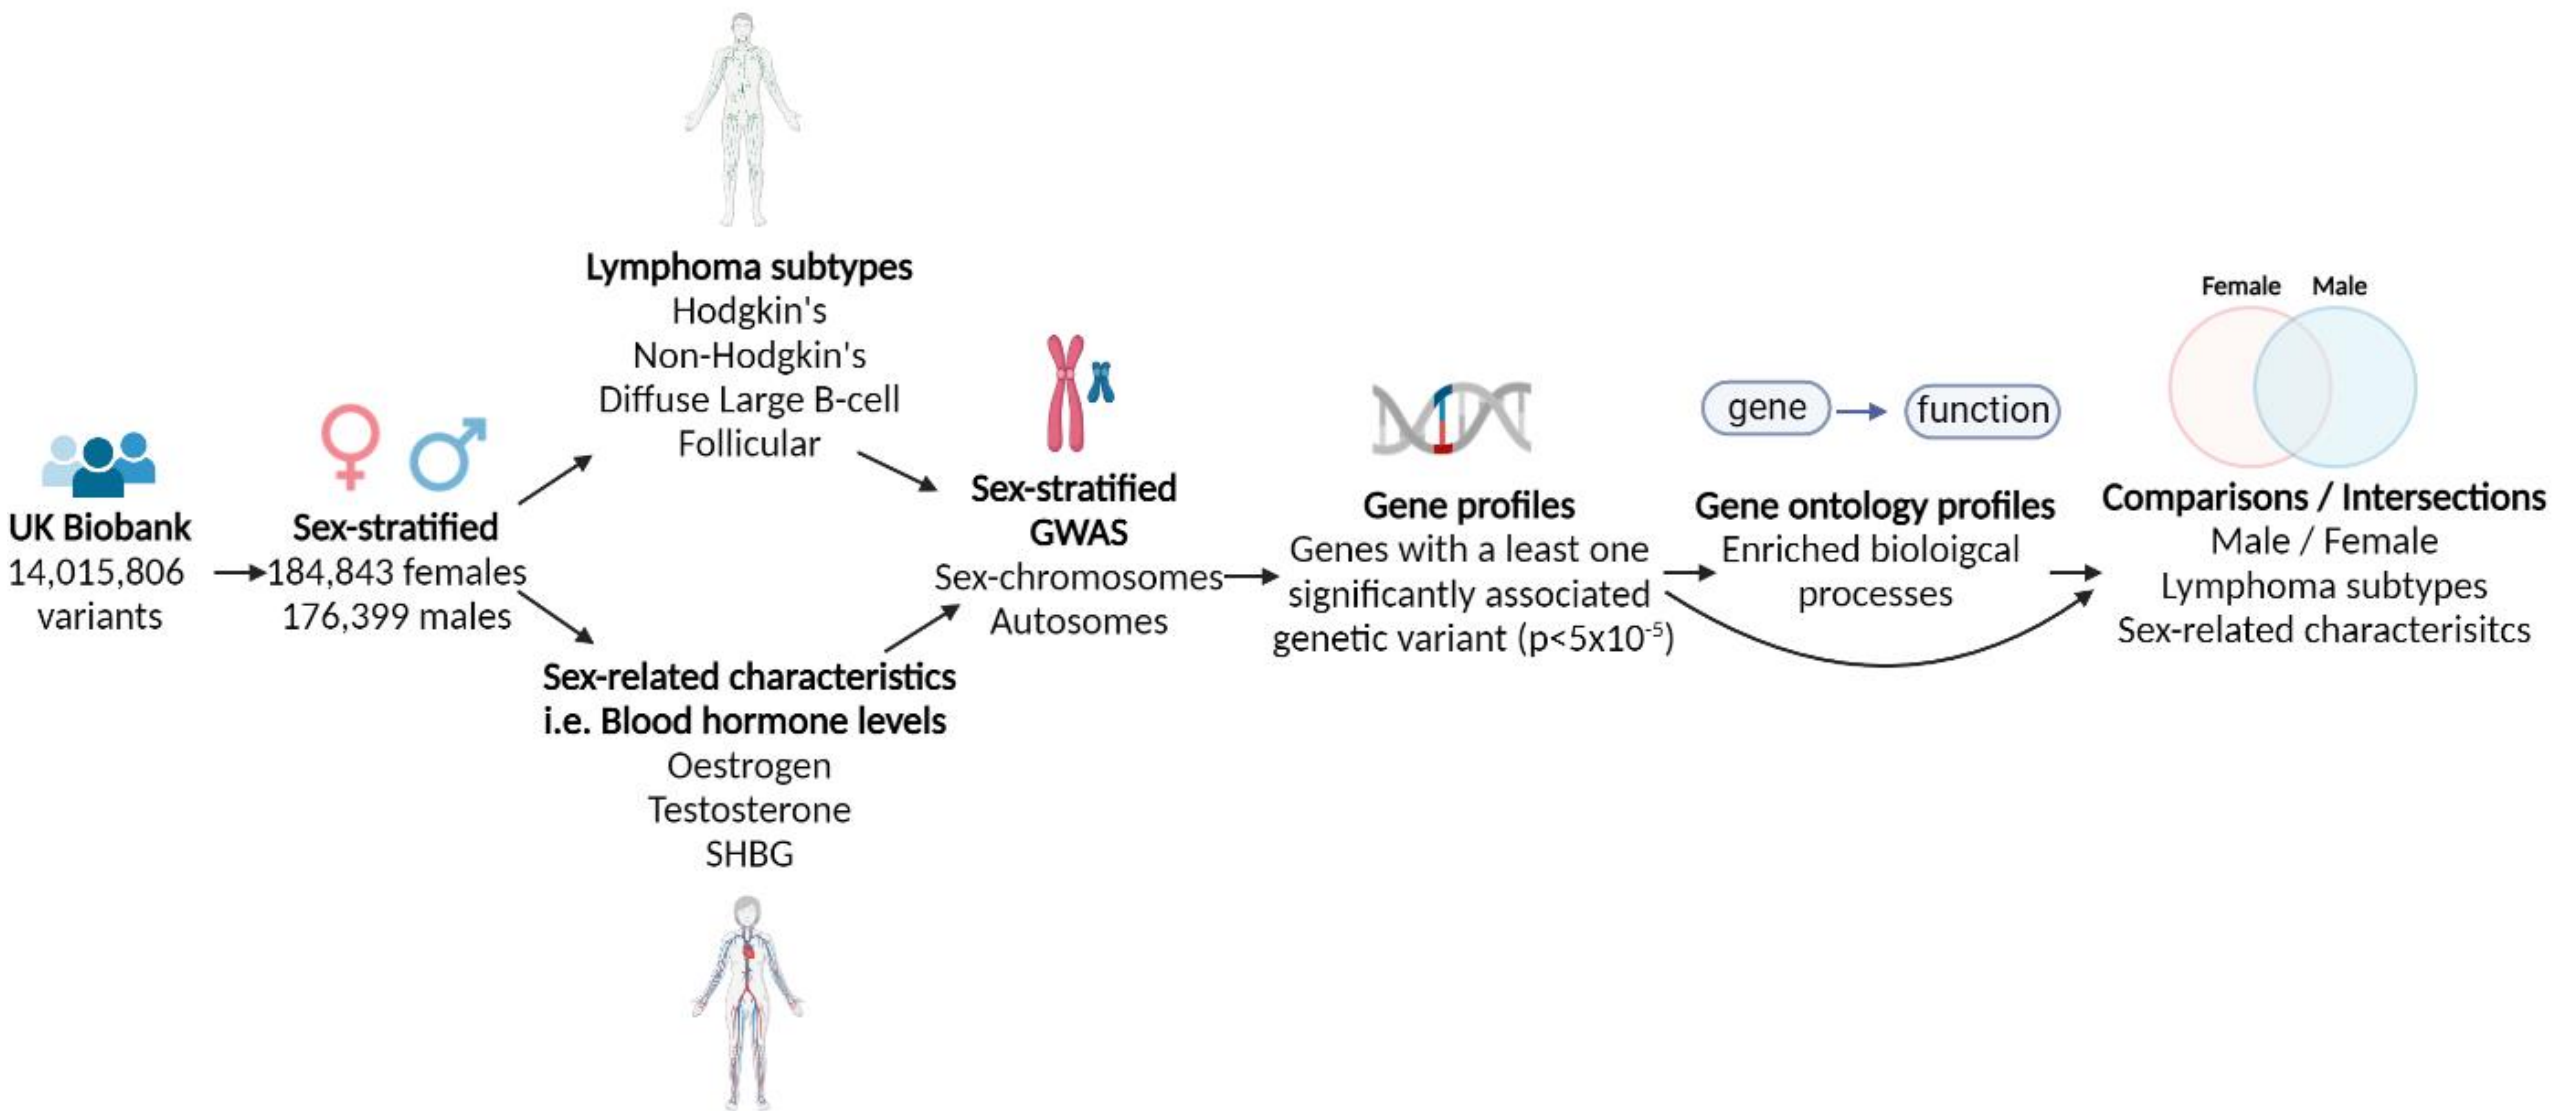 UK Biobank
14,015,806
variants
Sex-stratified
184,843 females
176,399 males
Lymphoma subtypes
Hodgkin's
Non-Hodgkin's
Diffuse Large B-cell
Follicular
Sex-related characteristics
i.e. Blood hormone levels
Oestrogen
Testosterone
SHBG
Sex-stratified
GWAS
Sex-chromosomes
Autosomes
Gene profiles
Genes with a least one
significantly associated
genetic variant (p<5x10⁻⁵)
gene
function
Gene ontology profiles
Enriched bioloigcal
processes
Female Male
Comparisons / Intersections
Male / Female
Lymphoma subtypes
Sex-related characterisitcs